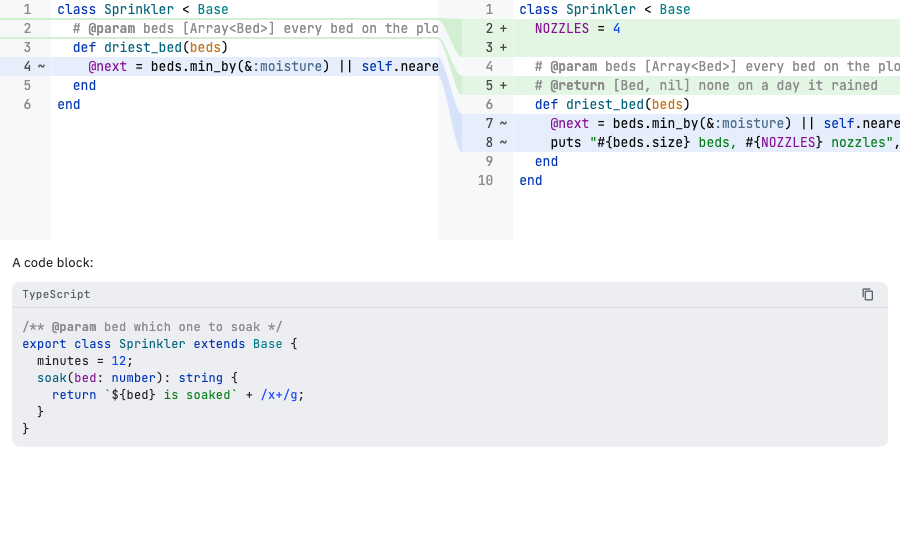 1 class Sprinkler < Base
2 # @param beds [Array<Bed>] every bed on the plo
3 def driest_bed(beds)
4 ~ @next = beds.min_by(&:moisture) || self.neare
5 end
6 end
1 class Sprinkler < Base
2 + NOZZLES = 4
3 +
4 # @param beds [Array<Bed>] every bed on the plo
5 + # @return [Bed, nil] none on a day it rained
6 def driest_bed(beds)
7 ~ @next = beds.min_by(&:moisture) || self.neare
8 ~ puts "#{beds.size} beds, #{NOZZLES} nozzles",
9 end
10 end
A code block:
TypeScript
/** @param bed which one to soak */
export class Sprinkler extends Base {
minutes = 12;
soak(bed: number): string {
return `${bed} is soaked` + /x+/g;
}
}